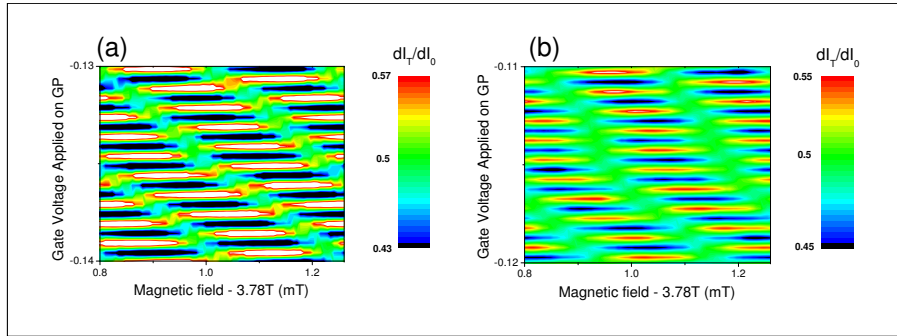 (a)
dI_T/dI_0
-0.13
0.57
Gate Voltage Applied on GP
0.5
0.43
-0.14
0.8 1.0 1.2
Magnetic field - 3.78T (mT)
(b)
dI_T/dI_0
-0.11
0.55
Gate Voltage Applied on GP
0.5
0.45
-0.12
0.8 1.0 1.2
Magnetic field - 3.78T (mT)